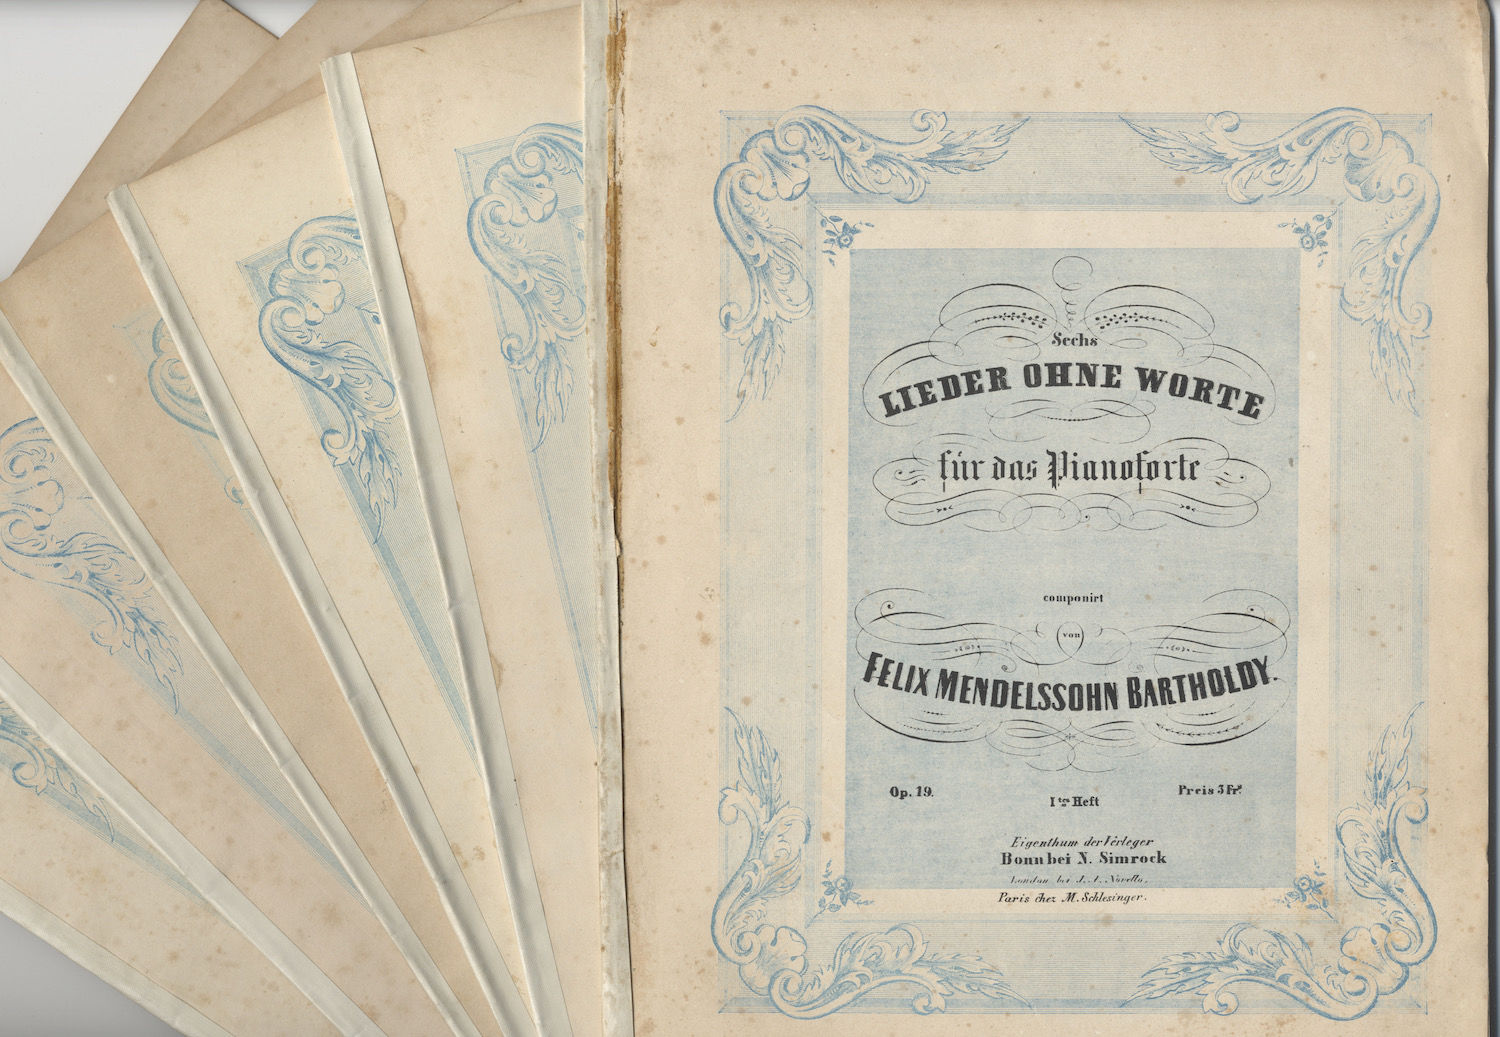 Sechs
LIEDER OHNE WORTE
für das Pianoforte
componirt
von
FELIX MENDELSSOHN BARTHOLDY.
Op. 19.
Preis 3 Frs
Ites Heft
Eigenthum der Verleger
Bonn bei N. Simrock
London bei J. A. Novello.
Paris chez M. Schlesinger.